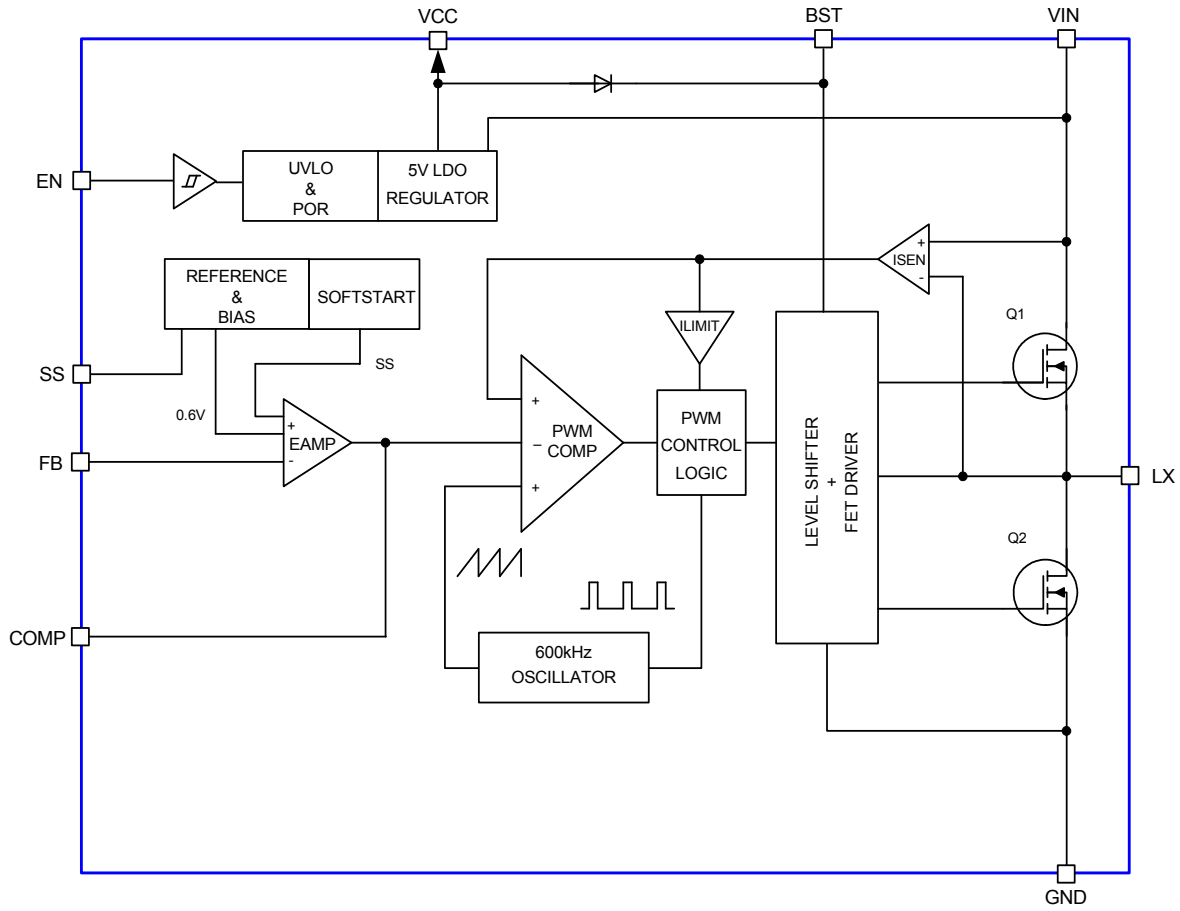 VCC
BST
VIN
EN
UVLO
&
POR
5V LDO
REGULATOR
REFERENCE
&
BIAS
SOFTSTART
+
ISEN
-
ILIMIT
Q1
SS
SS
0.6V
+
EAMP
-
FB
+
– PWM
COMP
+
PWM
CONTROL
LOGIC
LEVEL SHIFTER
+
FET DRIVER
LX
Q2
COMP
600kHz
OSCILLATOR
GND